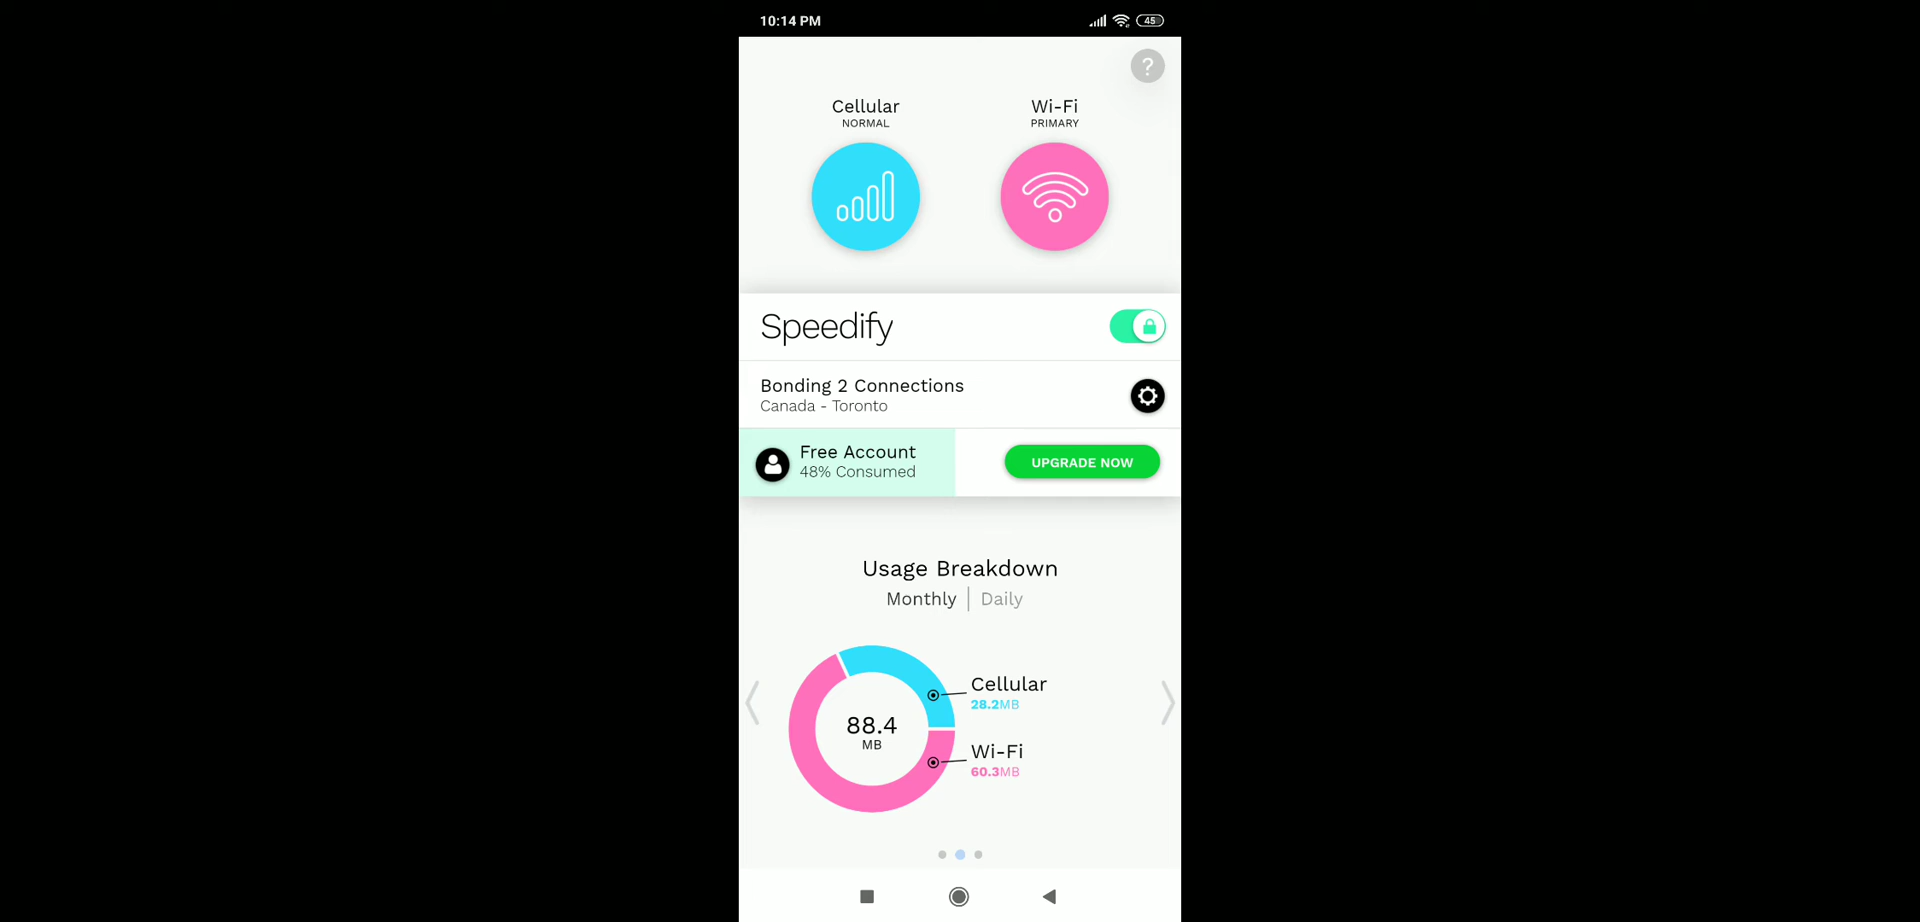 10:14 PM
45
?
Cellular
NORMAL
Wi-Fi
PRIMARY
Speedify
Bonding 2 Connections
Canada - Toronto
Free Account
48% Consumed
UPGRADE NOW
Usage Breakdown
Monthly | Daily
Cellular
28.2MB
88.4
MB
Wi-Fi
60.3MB